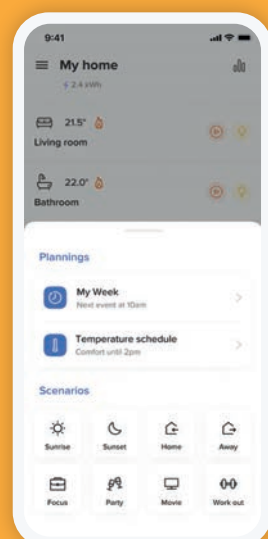 9:41
My home
2,4 kWh
21.5°
Living room
22.0°
Bathroom
Plannings
My Week
Next event at 10am
Temperature schedule
Comfort until 2pm
Scenarios
Sunrise Sunset Home Away
Focus Party Movie Work out